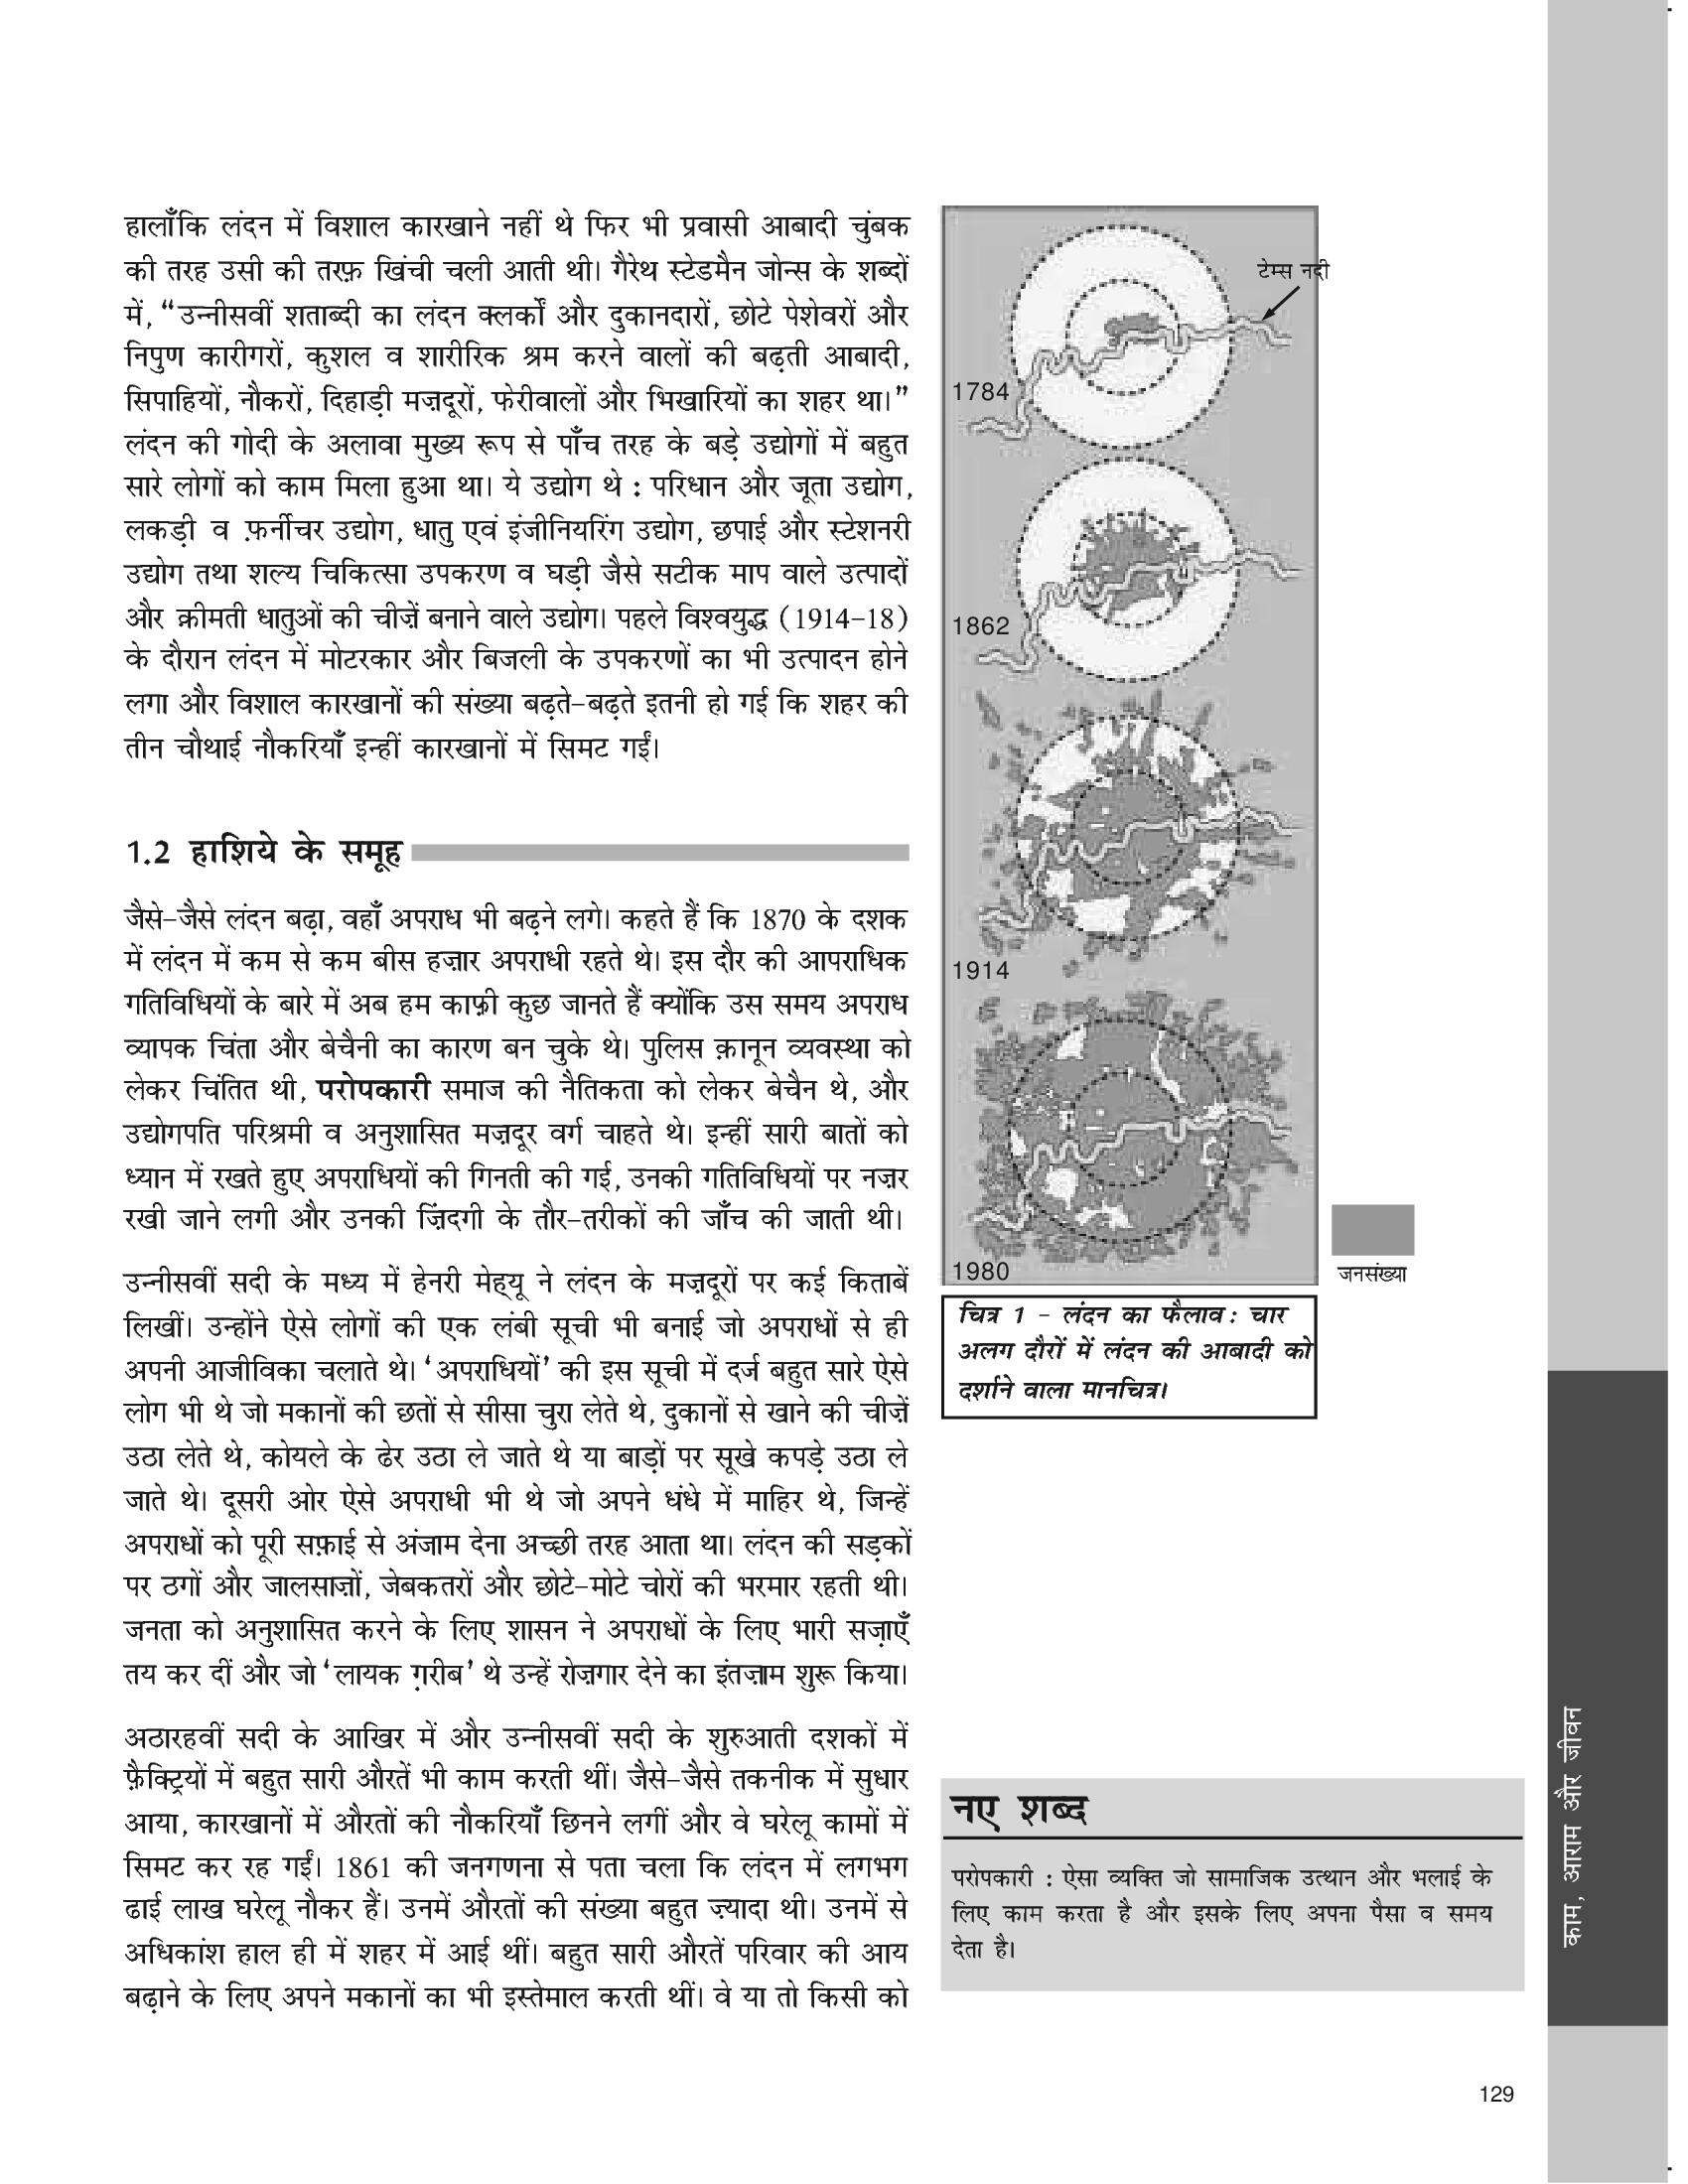 हालाँकि लंदन में विशाल कारखाने नहीं थे फिर भी प्रवासी आबादी चुंबक
की तरह उसी की तरफ़ खिंची चली आती थी। गैरेथ स्टेडमैन जोन्स के शब्दों
में, “उन्नीसवीं शताब्दी का लंदन क्लर्कों और दुकानदारों, छोटे पेशेवरों और
निपुण कारीगरों, कुशल व शारीरिक श्रम करने वालों की बढ़ती आबादी,
सिपाहियों, नौकरों, दिहाड़ी मज़दूरों, फेरीवालों और भिखारियों का शहर था।”
लंदन की गोदी के अलावा मुख्य रूप से पाँच तरह के बड़े उद्योगों में बहुत
सारे लोगों को काम मिला हुआ था। ये उद्योग थे : परिधान और जूता उद्योग,
लकड़ी व फ़र्नीचर उद्योग, धातु एवं इंजीनियरिंग उद्योग, छपाई और स्टेशनरी
उद्योग तथा शल्य चिकित्सा उपकरण व घड़ी जैसे सटीक माप वाले उत्पादों
और क़ीमती धातुओं की चीज़ें बनाने वाले उद्योग। पहले विश्वयुद्ध (1914-18)
के दौरान लंदन में मोटरकार और बिजली के उपकरणों का भी उत्पादन होने
लगा और विशाल कारखानों की संख्या बढ़ते-बढ़ते इतनी हो गई कि शहर की
तीन चौथाई नौकरियाँ इन्हीं कारखानों में सिमट गईं।
1.2 हाशिये के समूह
जैसे-जैसे लंदन बढ़ा, वहाँ अपराध भी बढ़ने लगे। कहते हैं कि 1870 के दशक
में लंदन में कम से कम बीस हज़ार अपराधी रहते थे। इस दौर की आपराधिक
गतिविधियों के बारे में अब हम काफ़ी कुछ जानते हैं क्योंकि उस समय अपराध
व्यापक चिंता और बेचैनी का कारण बन चुके थे। पुलिस क़ानून व्यवस्था को
लेकर चिंतित थी, परोपकारी समाज की नैतिकता को लेकर बेचैन थे, और
उद्योगपति परिश्रमी व अनुशासित मज़दूर वर्ग चाहते थे। इन्हीं सारी बातों को
ध्यान में रखते हुए अपराधियों की गिनती की गई, उनकी गतिविधियों पर नज़र
रखी जाने लगी और उनकी ज़िंदगी के तौर-तरीकों की जाँच की जाती थी।
उन्नीसवीं सदी के मध्य में हेनरी मेह्यू ने लंदन के मज़दूरों पर कई किताबें
लिखीं। उन्होंने ऐसे लोगों की एक लंबी सूची भी बनाई जो अपराधों से ही
अपनी आजीविका चलाते थे। ‘अपराधियों’ की इस सूची में दर्ज बहुत सारे ऐसे
लोग भी थे जो मकानों की छतों से सीसा चुरा लेते थे, दुकानों से खाने की चीज़ें
उठा लेते थे, कोयले के ढेर उठा ले जाते थे या बाड़ों पर सूखे कपड़े उठा ले
जाते थे। दूसरी ओर ऐसे अपराधी भी थे जो अपने धंधे में माहिर थे, जिन्हें
अपराधों को पूरी सफ़ाई से अंजाम देना अच्छी तरह आता था। लंदन की सड़कों
पर ठगों और जालसाज़ों, जेबकतरों और छोटे-मोटे चोरों की भरमार रहती थी।
जनता को अनुशासित करने के लिए शासन ने अपराधों के लिए भारी सज़ाएँ
तय कर दीं और जो ‘लायक ग़रीब’ थे उन्हें रोज़गार देने का इंतज़ाम शुरू किया।
अठारहवीं सदी के आखिर में और उन्नीसवीं सदी के शुरुआती दशकों में
फ़ैक्ट्रियों में बहुत सारी औरतें भी काम करती थीं। जैसे-जैसे तकनीक में सुधार
आया, कारखानों में औरतों की नौकरियाँ छिनने लगीं और वे घरेलू कामों में
सिमट कर रह गईं। 1861 की जनगणना से पता चला कि लंदन में लगभग
ढाई लाख घरेलू नौकर हैं। उनमें औरतों की संख्या बहुत ज़्यादा थी। उनमें से
अधिकांश हाल ही में शहर में आई थीं। बहुत सारी औरतें परिवार की आय
बढ़ाने के लिए अपने मकानों का भी इस्तेमाल करती थीं। वे या तो किसी को
टेम्स नदी
1784
1862
1914
1980
जनसंख्या
चित्र 1 - लंदन का फैलाव : चार
अलग दौरों में लंदन की आबादी को
दर्शाने वाला मानचित्र।
नए शब्द
परोपकारी : ऐसा व्यक्ति जो सामाजिक उत्थान और भलाई के
लिए काम करता है और इसके लिए अपना पैसा व समय
देता है।
काम, आराम और जीवन
129